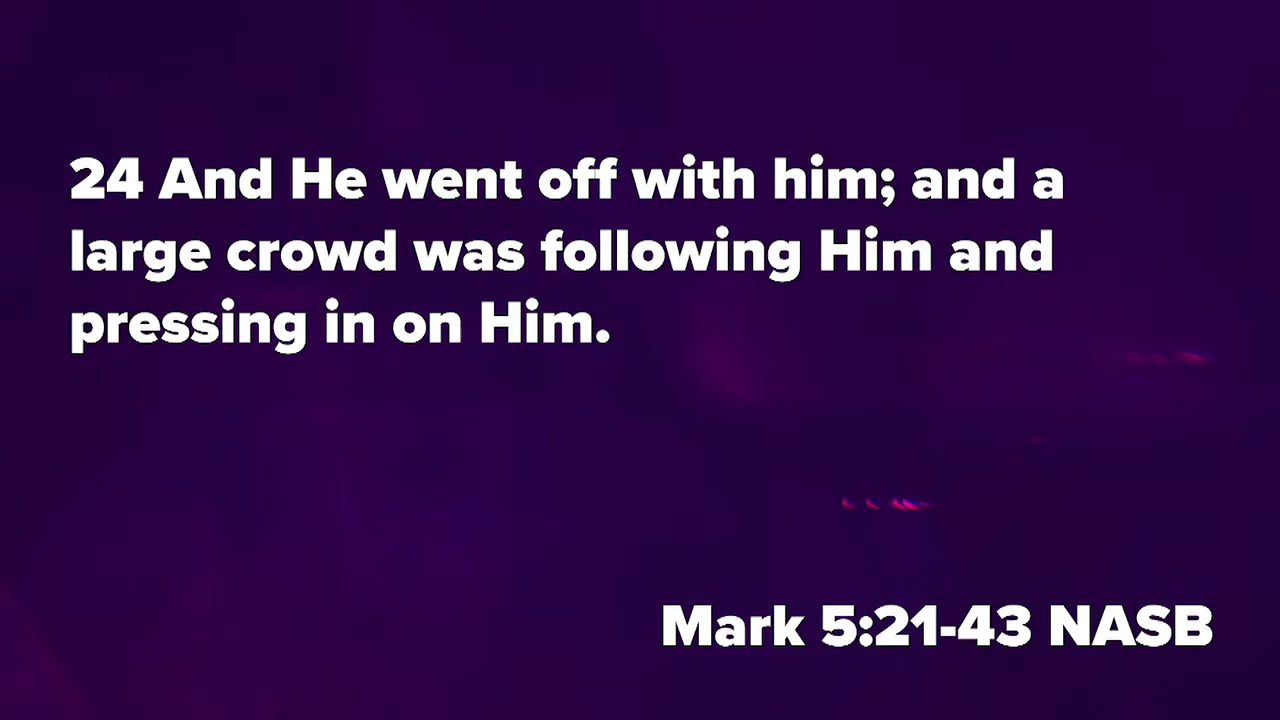 24 And He went off with him; and a
large crowd was following Him and
pressing in on Him.
Mark 5:21-43 NASB